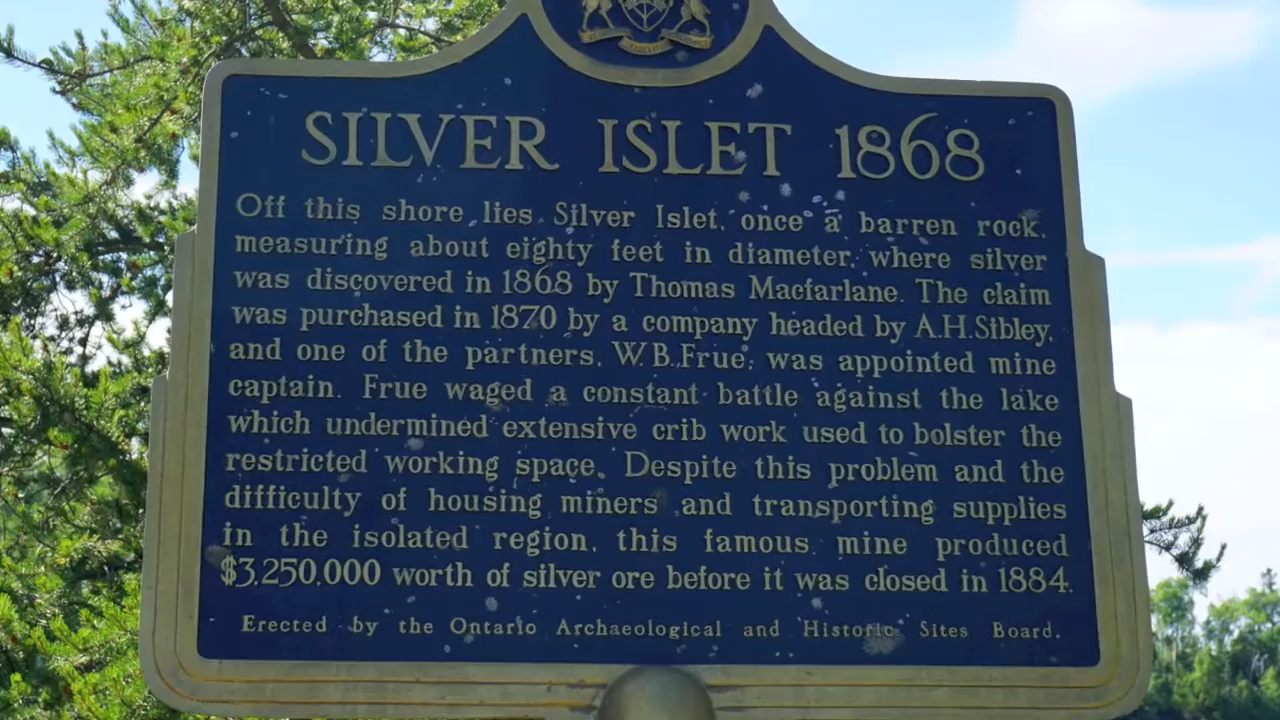 SILVER ISLET 1868
Off this shore lies Silver Islet, once a barren rock,
measuring about eighty feet in diameter, where silver
was discovered in 1868 by Thomas Macfarlane. The claim
was purchased in 1870 by a company headed by A.H.Sibley,
and one of the partners, W.B.Frue, was appointed mine
captain. Frue waged a constant battle against the lake
which undermined extensive crib work used to bolster the
restricted working space. Despite this problem and the
difficulty of housing miners and transporting supplies
in the isolated region, this famous mine produced
$3,250,000 worth of silver ore before it was closed in 1884.
Erected by the Ontario Archaeological and Historic Sites Board.